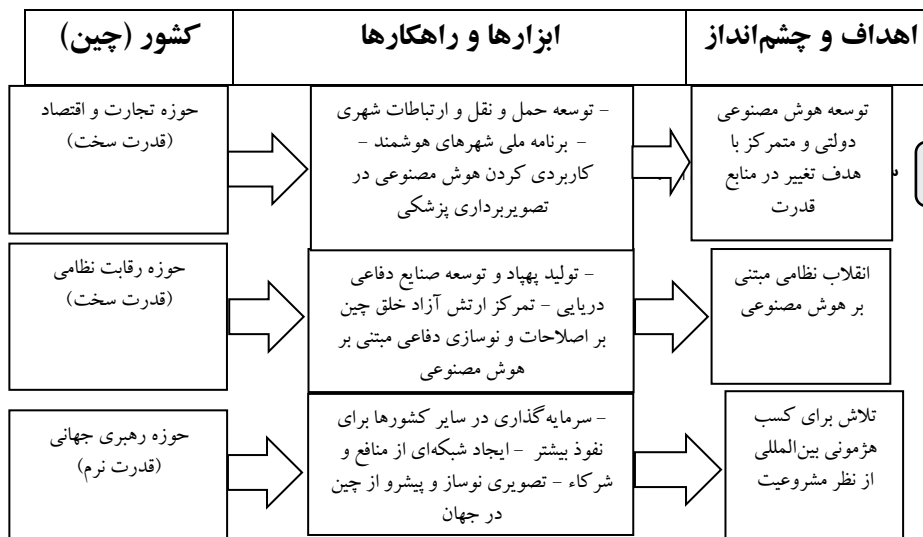 کشور (چین)
ابزارها و راهکارها
اهداف و چشم‌انداز
حوزه تجارت و اقتصاد
(قدرت سخت)
- توسعه حمل و نقل و ارتباطات شهری
- برنامه ملی شهرهای هوشمند -
کاربردی کردن هوش مصنوعی در
تصویربرداری پزشکی
توسعه هوش مصنوعی
دولتی و متمرکز با
هدف تغییر در منابع
قدرت
حوزه رقابت نظامی
(قدرت سخت)
- تولید پهپاد و توسعه صنایع دفاعی
دریایی - تمرکز ارتش آزاد خلق چین
بر اصلاحات و نوسازی دفاعی مبتنی بر
هوش مصنوعی
انقلاب نظامی مبتنی
بر هوش مصنوعی
حوزه رهبری جهانی
(قدرت نرم)
- سرمایه‌گذاری در سایر کشورها برای
نفوذ بیشتر - ایجاد شبکه‌ای از منافع و
شرکاء - تصویری نوساز و پیشرو از چین
در جهان
تلاش برای کسب
هژمونی بین‌المللی
از نظر مشروعیت